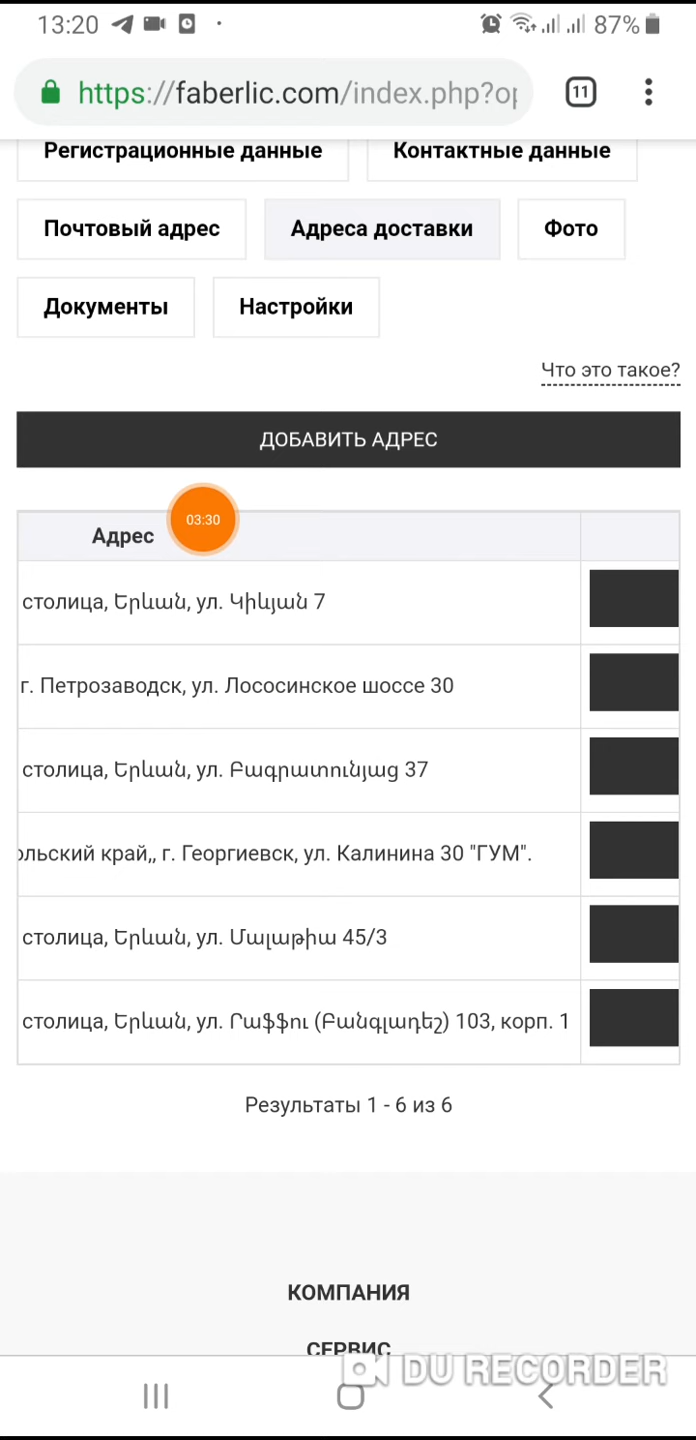 13:20 87%
https://faberlic.com/index.php?op
11
Регистрационные данные Контактные данные
Почтовый адрес Адреса доставки Фото
Документы Настройки
Что это такое?
ДОБАВИТЬ АДРЕС
Адрес 03:30
столица, Երևան, ул. Կիևյան 7
г. Петрозаводск, ул. Лососинское шоссе 30
столица, Երևան, ул. Բագրատունյաց 37
ольский край,, г. Георгиевск, ул. Калинина 30 "ГУМ".
столица, Երևան, ул. Մալաթիա 45/3
столица, Երևան, ул. Րաֆֆու (Բանգլադեշ) 103, корп. 1
Результаты 1 - 6 из 6
КОМПАНИЯ
СЕРВИС
DU RECORDER